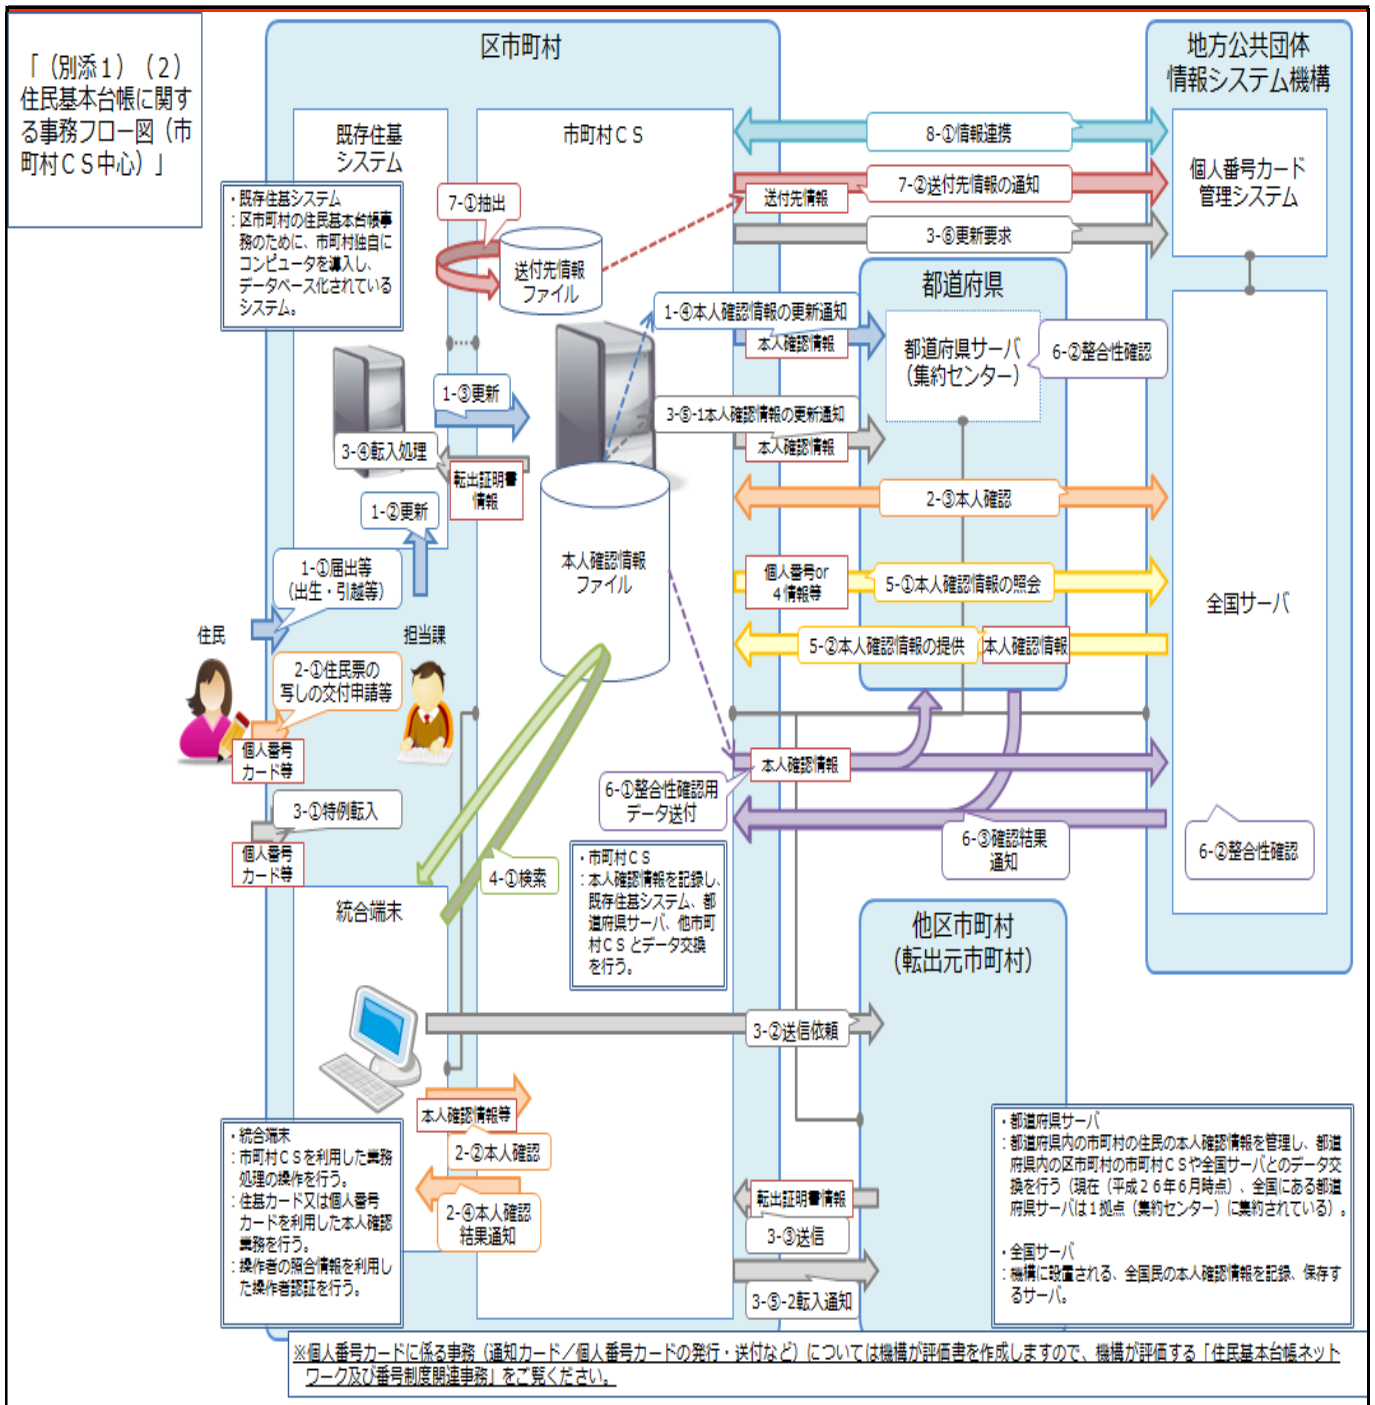 「（別添１）（２）
住民基本台帳に関す
る事務フロー図（市
町村ＣＳ中心）」
区市町村
地方公共団体
情報システム機構
既存住基
システム
市町村ＣＳ
8-①情報連携
個人番号カード
管理システム
・既存住基システム
：区市町村の住民基本台帳事
務のために、市町村独自に
コンピュータを導入し、
データベース化されている
システム。
7-①抽出
送付先情報
7-②送付先情報の通知
3-⑥更新要求
送付先情報
ファイル
都道府県
1-④本人確認情報の更新通知
本人確認情報
都道府県サーバ
（集約センター）
6-②整合性確認
1-③更新
3-⑤-1本人確認情報の更新通知
本人確認情報
3-④転入処理
転出証明書
情報
2-③本人確認
1-②更新
本人確認情報
ファイル
1-①届出等
（出生・引越等）
個人番号or
４情報等
5-①本人確認情報の照会
全国サーバ
住民
担当課
5-②本人確認情報の提供
本人確認情報
2-①住民票の
写しの交付申請等
個人番号
カード等
本人確認情報
6-①整合性確認用
データ送付
3-①特例転入
個人番号
カード等
6-③確認結果
通知
6-②整合性確認
4-①検索
・市町村ＣＳ
：本人確認情報を記録し、
既存住基システム、都
道府県サーバ、他市町
村ＣＳとデータ交換
を行う。
統合端末
他区市町村
（転出元市町村）
3-②送信依頼
本人確認情報等
2-②本人確認
・統合端末
：市町村ＣＳを利用した業務
処理の操作を行う。
：住基カード又は個人番号
カードを利用した本人確認
業務を行う。
：操作者の照合情報を利用し
た操作者認証を行う。
2-④本人確認
結果通知
転出証明書情報
3-③送信
3-⑤-2転入通知
・都道府県サーバ
：都道府県内の市町村の住民の本人確認情報を管理し、都道
府県内の区市町村の市町村ＣＳや全国サーバとのデータ交
換を行う（現在（平成２６年６月時点）、全国にある都道
府県サーバは１拠点（集約センター）に集約されている）。
・全国サーバ
：機構に設置される、全国民の本人確認情報を記録、保存す
るサーバ。
※個人番号カードに係る事務（通知カード／個人番号カードの発行・送付など）については機構が評価書を作成しますので、機構が評価する「住民基本台帳ネット
ワーク及び番号制度関連事務」をご覧ください。